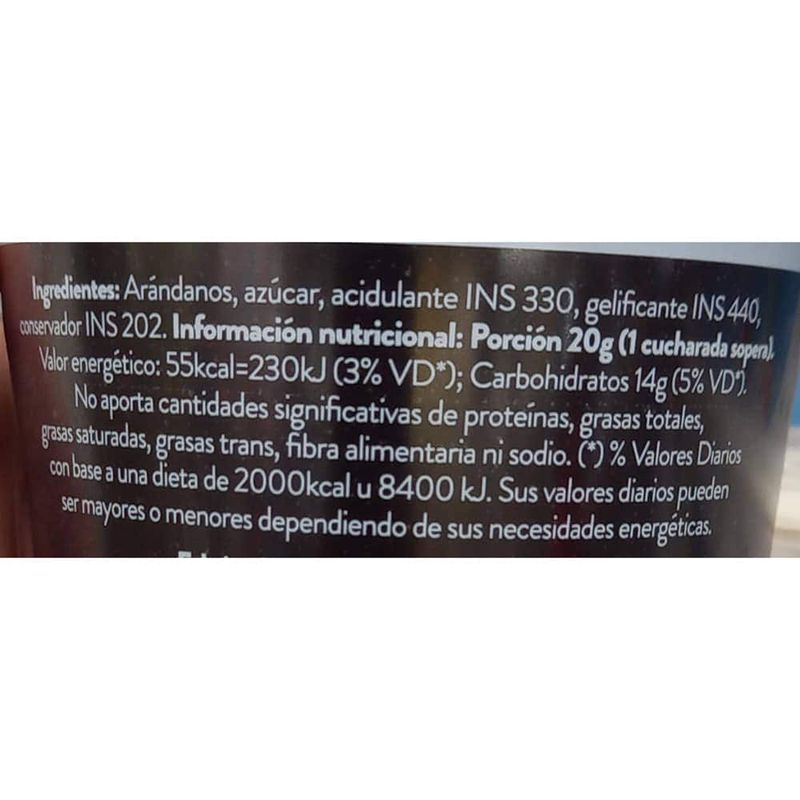 Ingredientes: Arándanos, azúcar, acidulante INS 330, gelificante INS 440,
conservador INS 202. Información nutricional: Porción 20g (1 cucharada sopera).
Valor energético: 55kcal=230kJ (3% VD*); Carbohidratos 14g (5% VD*).
No aporta cantidades significativas de proteínas, grasas totales,
grasas saturadas, grasas trans, fibra alimentaria ni sodio. (*) % Valores Diarios
con base a una dieta de 2000kcal u 8400 kJ. Sus valores diarios pueden
ser mayores o menores dependiendo de sus necesidades energéticas.